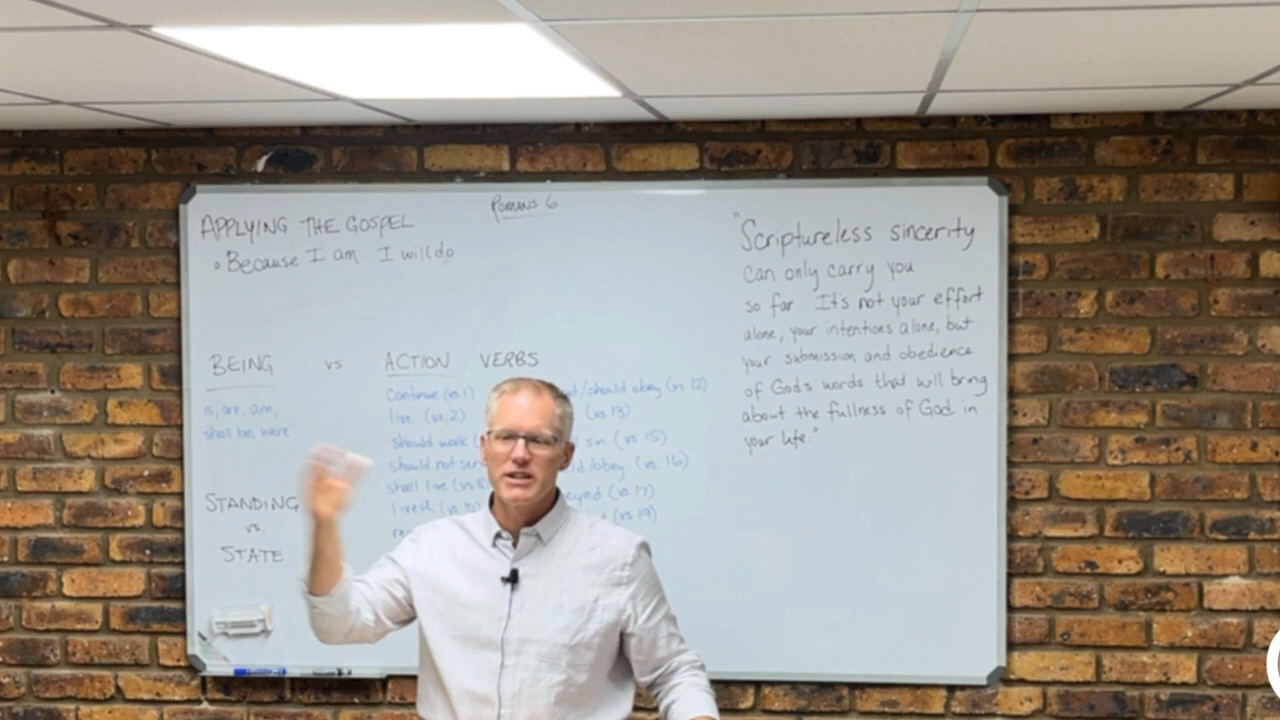 Romans 6
APPLYING THE GOSPEL
• Because I am I will do
BEING vs ACTION VERBS
is, are, am,
shall be, were
Continue (vs. 1)
live (vs. 2)
should walk
should not
shall live (vs. 8)
liveth (vs. 10)
/should obey (vs. 12)
(vs. 13)
sin (vs. 15)
/obey (vs. 16)
(vs. 17)
(vs. 19)
STANDING
vs.
STATE
"Scriptureless sincerity
can only carry you
so far. It's not your effort
alone, your intentions alone, but
your submission and obedience
of God's words that will bring
about the fullness of God in
your life."